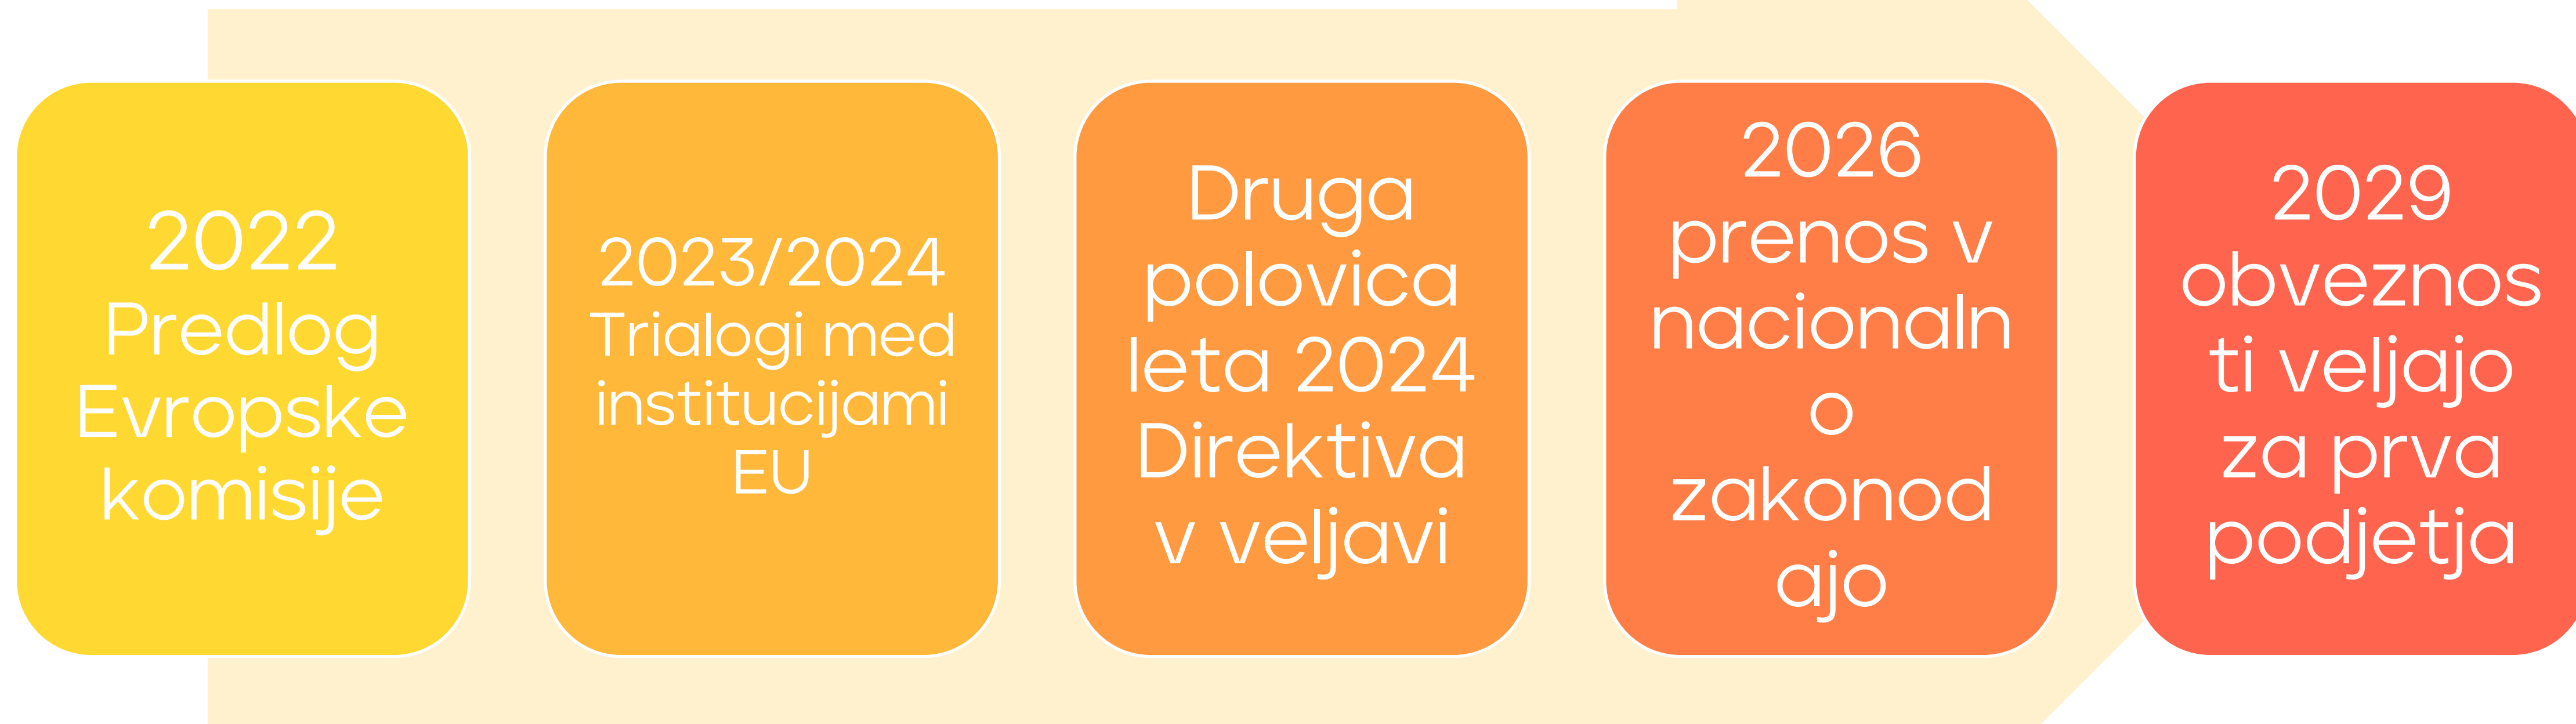 2022
Predlog
Evropske
komisije
2023/2024
Trialogi med
institucijami
EU
Druga
polovica
leta 2024
Direktiva
v veljavi
2026
prenos v
nacionaln
o
zakonod
ajo
2029
obveznos
ti veljajo
za prva
podjetja